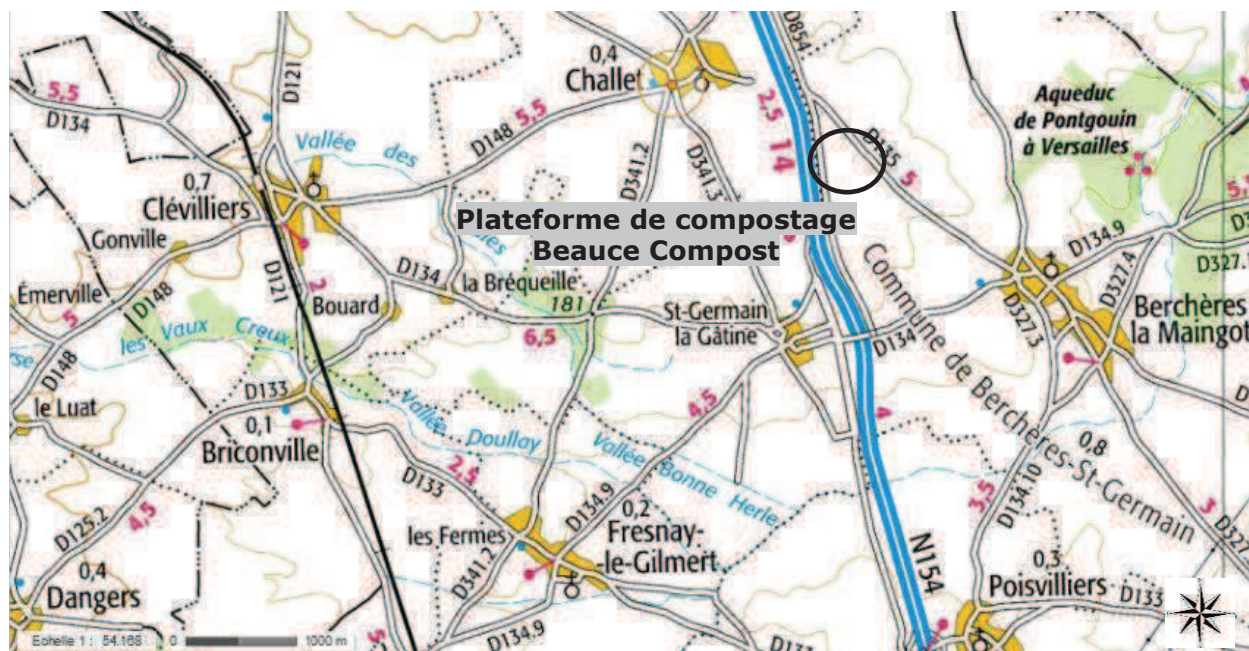 D854
0,4
Challet
D121
5,5
D134
5,5
D148
2,5
14
Aqueduc
de Pontgouin
à Versailles
Vallée des
D135
5
0,7
Clévilliers
D341.2
D341.3
Plateforme de compostage
Beauce Compost
Gonville
D134.9
D327.1
D121
D134
la Bréqueille
2
Bouard
181
Émerville
D148
5
les Vaux Creux
6,5
St-Germain
la Gâtine
D134
Commune de Berchères-St-Germain
D327.3
D327.4
Berchères
la Maingot
D148
D133
le Luat
0,1
Briconville
4,5
4
Vallée Doullay
Vallée Bonne Herle
0,8
2,5
D133
D134.9
D125.2
4,5
0,2
les Fermes
Fresnay-
-le-Gilmert
3,5
D134.10
3
D327
N154
0,3
Poisvilliers
D133
0,4
Dangers
D341.2
D134.9
D133
Echelle 1 : 54.168
0
1000 m